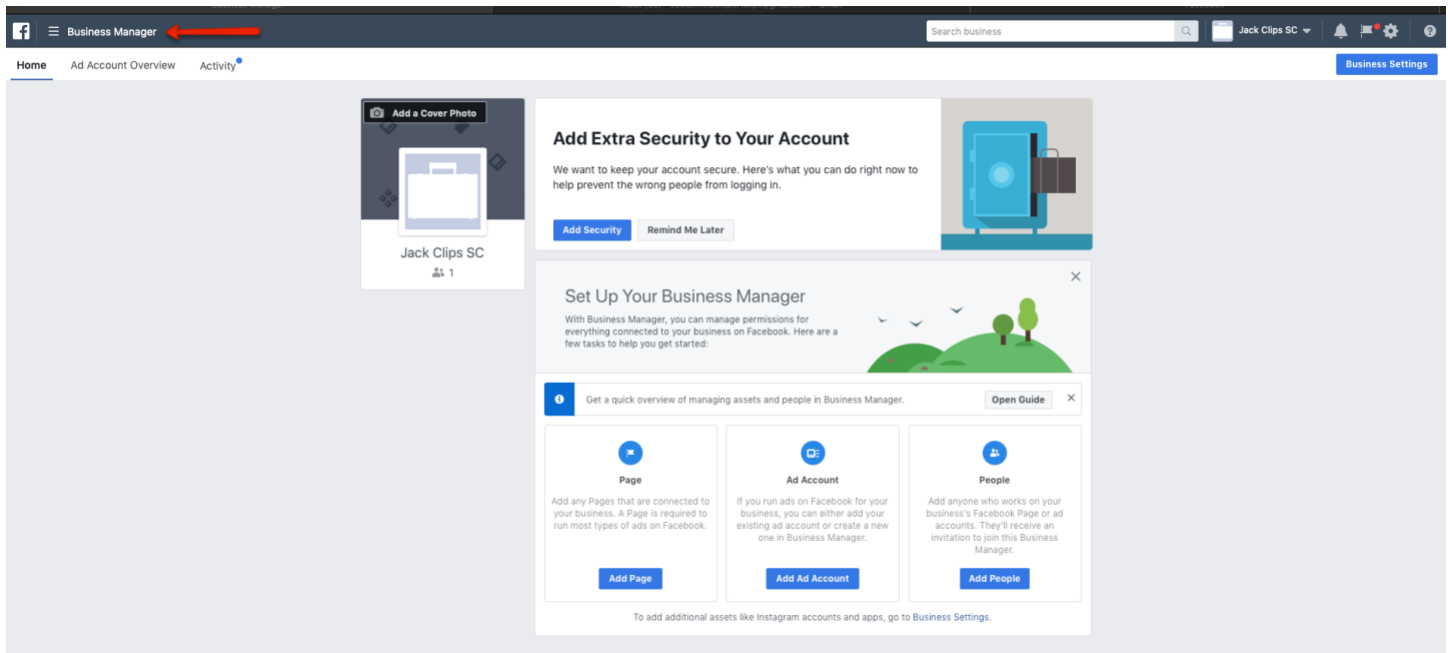 Business Manager
Search business
Jack Clips SC
Home
Ad Account Overview
Activity
Business Settings
Add a Cover Photo
Jack Clips SC
1
Add Extra Security to Your Account
We want to keep your account secure. Here's what you can do right now to
help prevent the wrong people from logging in.
Add Security
Remind Me Later
Set Up Your Business Manager
With Business Manager, you can manage permissions for
everything connected to your business on Facebook. Here are a
few tasks to help you get started:
Get a quick overview of managing assets and people in Business Manager.
Open Guide
Page
Add any Pages that are connected to
your business. A Page is required to
run most types of ads on Facebook.
Add Page
Ad Account
If you run ads on Facebook for your
business, you can either add your
existing ad account or create a new
one in Business Manager.
Add Ad Account
People
Add anyone who works on your
business's Facebook Page or ad
accounts. They'll receive an
invitation to join this Business
Manager.
Add People
To add additional assets like Instagram accounts and apps, go to Business Settings.